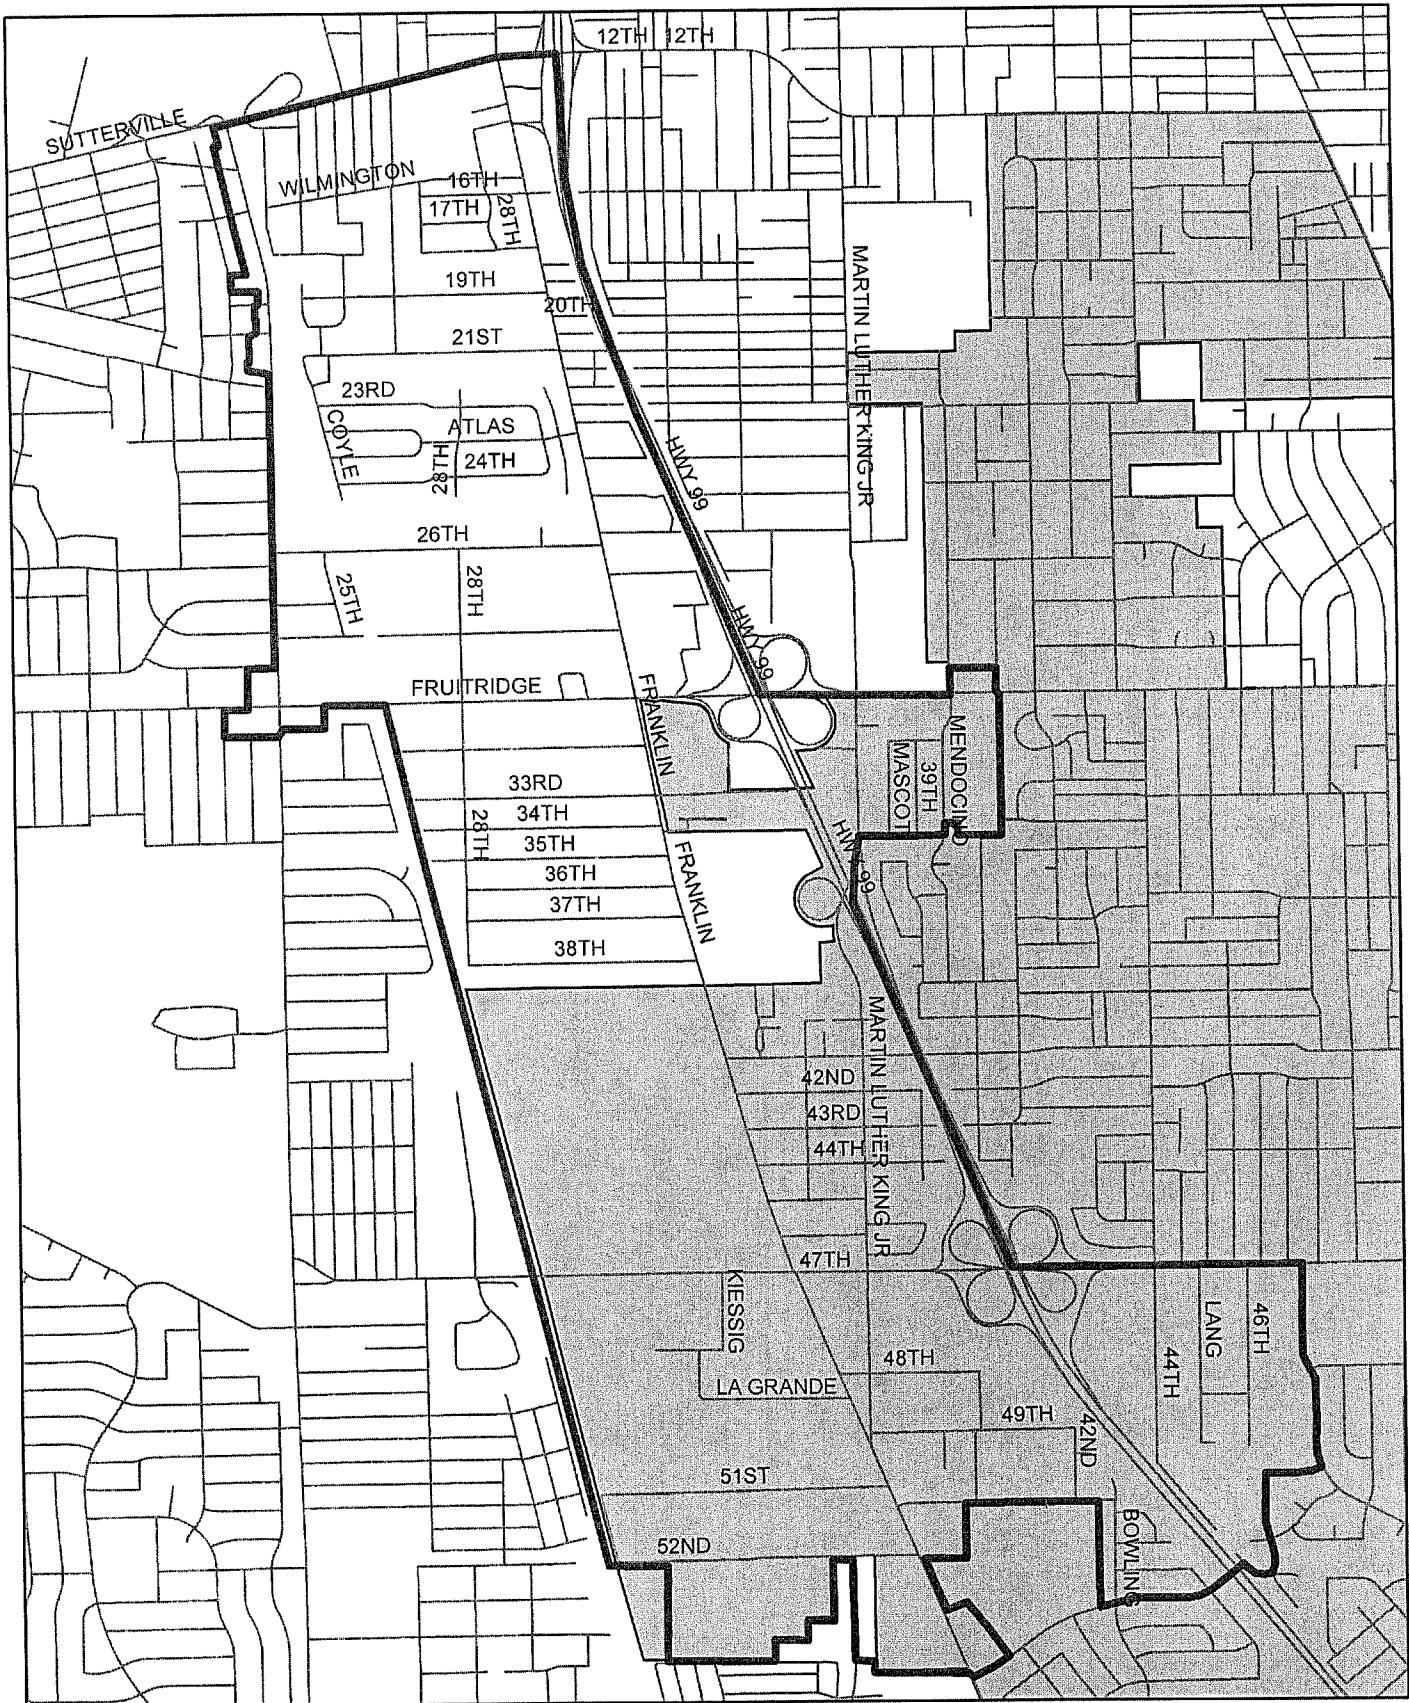 12TH
12TH
SUTTERVILLE
WILMINGTON
16TH
17TH
28TH
19TH
20TH
21ST
MARTIN LUTHER KING JR
23RD
COYLE
ATLAS
28TH
24TH
HWY 99
26TH
25TH
28TH
HWY 99
FRUITRIDGE
FRANKLIN
MENDOCINO
39TH
MASCOT
33RD
34TH
28TH
35TH
FRANKLIN
HWY 99
36TH
37TH
38TH
MARTIN LUTHER KING JR
42ND
43RD
44TH
47TH
KIESSIG
LANG
46TH
48TH
44TH
LA GRANDE
49TH
42ND
51ST
BOWLING
52ND